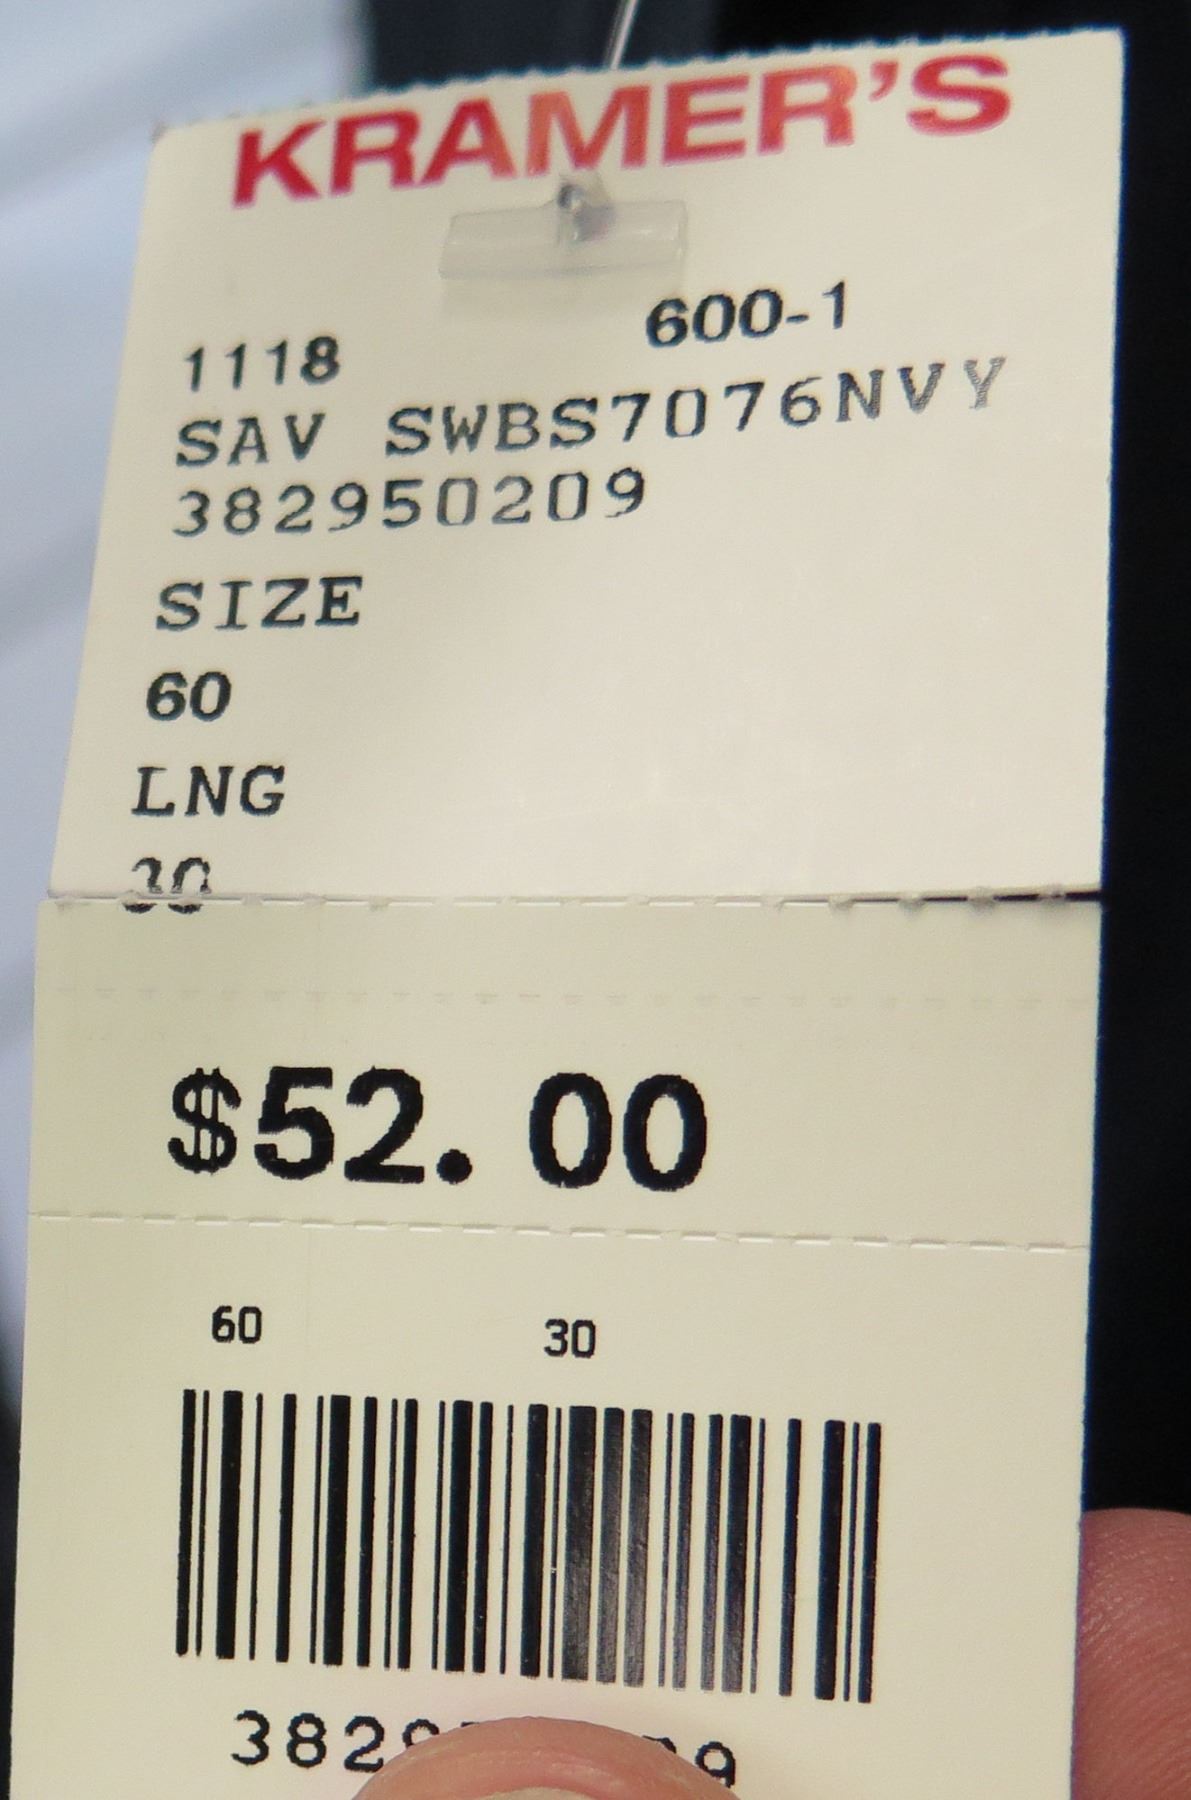 KRAMER'S
1118 600-1
SAV SWBS7076NVY
382950209
SIZE
60
LNG
30
$52.00
60 30